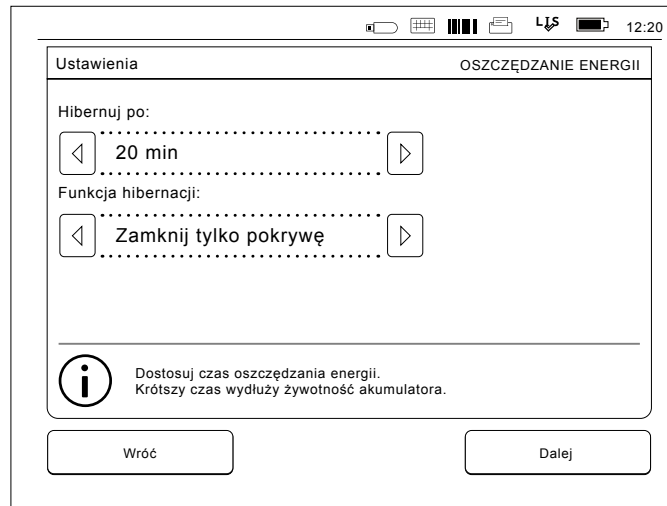 LIS 12:20
Ustawienia OSZCZĘDZANIE ENERGII
Hibernuj po:
20 min
Funkcja hibernacji:
Zamknij tylko pokrywę
Dostosuj czas oszczędzania energii.
Krótszy czas wydłuży żywotność akumulatora.
Wróć Dalej